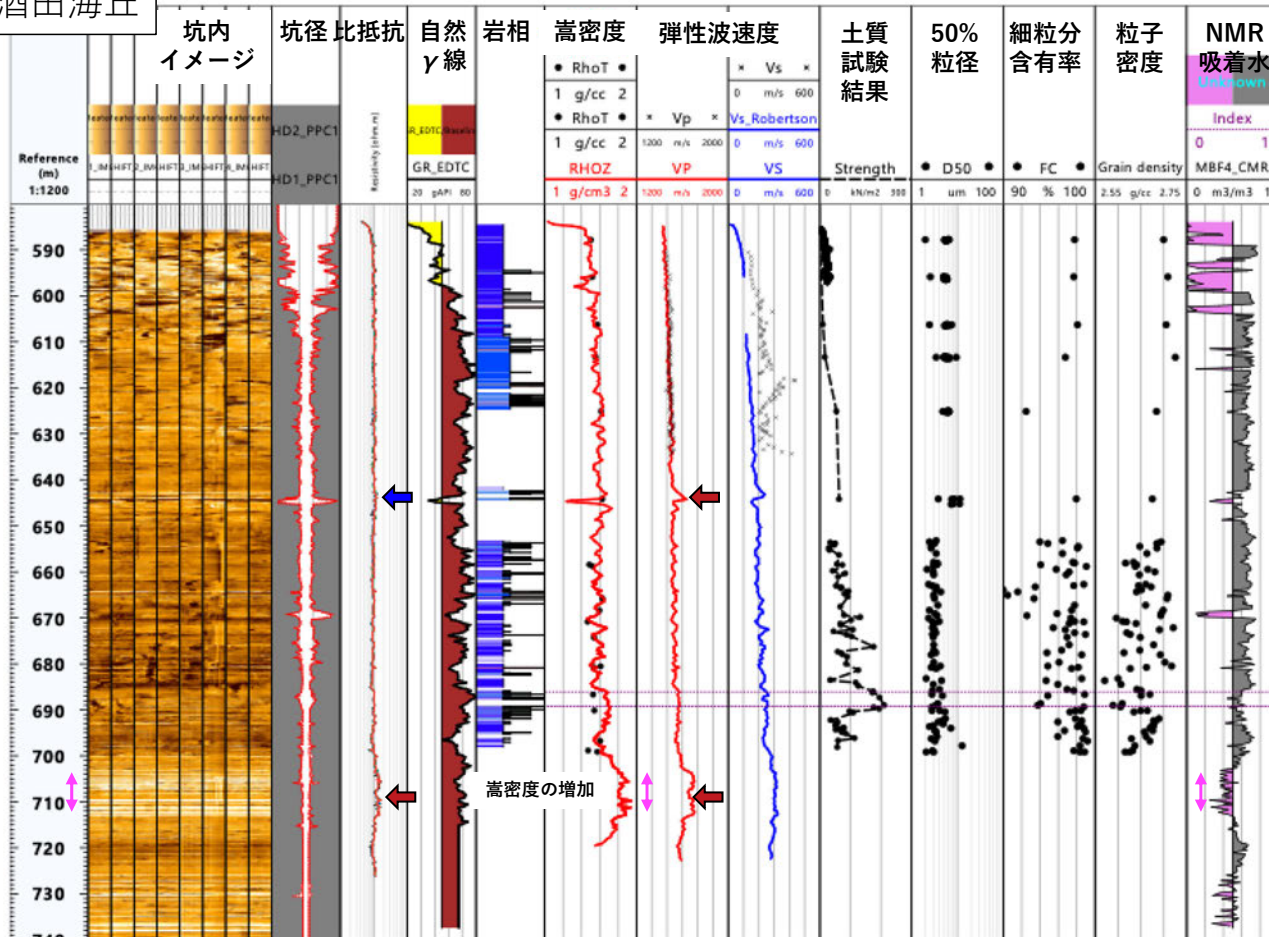 酒田海丘
坑内
イメージ
坑径
比抵抗
自然
γ線
岩相
嵩密度
弾性波速度
土質
試験
結果
50%
粒径
細粒分
含有率
粒子
密度
NMR
吸着水
Reference
(m)
1:1200
HD2_PPC1
HD1_PPC1
Resistivity [ohm.m]
GR_EDTC
20 gAPI 80
● RhoT ●
1 g/cc 2
● RhoT ●
1 g/cc 2
RHOZ
1 g/cm3 2
× Vp ×
1200 m/s 2000
VP
1200 m/s 2000
× Vs ×
0 m/s 600
Vs_Robertson
0 m/s 600
VS
0 m/s 600
Strength
0 kN/m2 300
● D50 ●
1 um 100
● FC ●
90 % 100
Grain density
2.55 g/cc 2.75
Unknown
Index
0 1
MBF4_CMR
0 m3/m3 1
590
600
610
620
630
640
650
660
670
680
690
700
710
720
730
740
嵩密度の増加